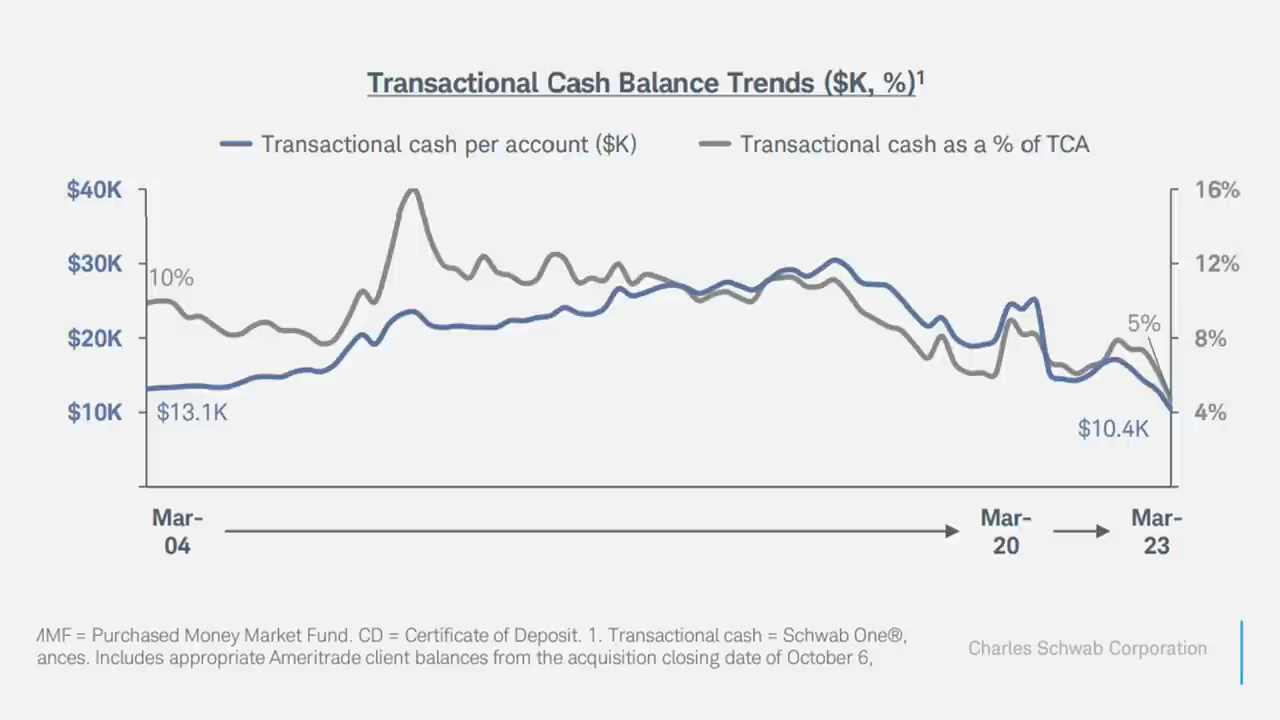 Transactional Cash Balance Trends ($K, %)¹
Transactional cash per account ($K)
Transactional cash as a % of TCA
$40K
16%
$30K
12%
10%
$20K
8%
5%
$10K
4%
$13.1K
$10.4K
Mar-
04
Mar-
20
Mar-
23
= Purchased Money Market Fund. CD = Certificate of Deposit. 1. Transactional cash = Schwab One®,
Includes appropriate Ameritrade client balances from the acquisition closing date of October 6,
Charles Schwab Corporation